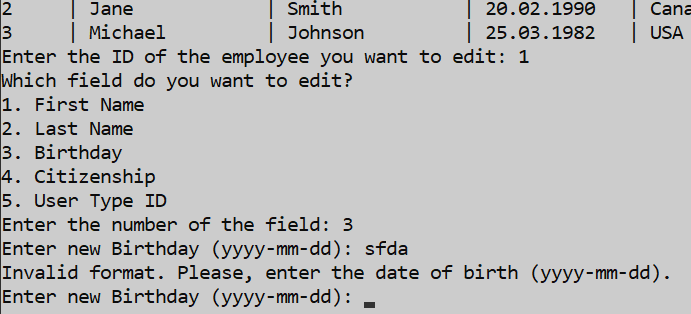 2 | Jane | Smith | 20.02.1990 | Cana
3 | Michael | Johnson | 25.03.1982 | USA
Enter the ID of the employee you want to edit: 1
Which field do you want to edit?
1. First Name
2. Last Name
3. Birthday
4. Citizenship
5. User Type ID
Enter the number of the field: 3
Enter new Birthday (yyyy-mm-dd): sfda
Invalid format. Please, enter the date of birth (yyyy-mm-dd).
Enter new Birthday (yyyy-mm-dd):